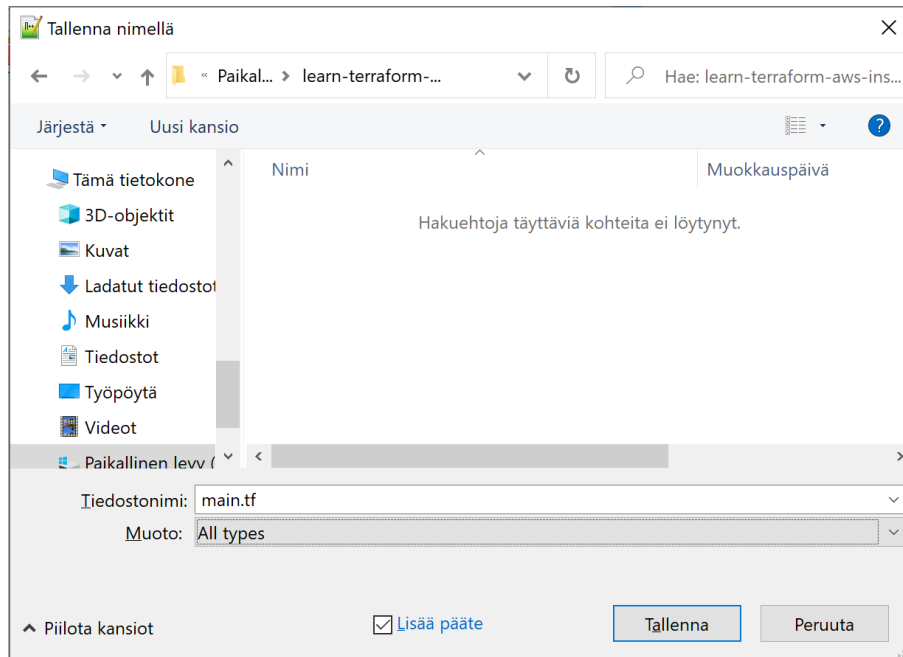 Tallenna nimellä
« Paikal... › learn-terraform-... Hae: learn-terraform-aws-ins...
Järjestä Uusi kansio ?
Nimi Muokkauspäivä
Hakuehtoja täyttäviä kohteita ei löytynyt.
Tämä tietokone
3D-objektit
Kuvat
Ladatut tiedostot
Musiikki
Tiedostot
Työpöytä
Videot
Paikallinen levy (
Tiedostonimi: main.tf
Muoto: All types
Piilota kansiot Lisää pääte Tallenna Peruuta